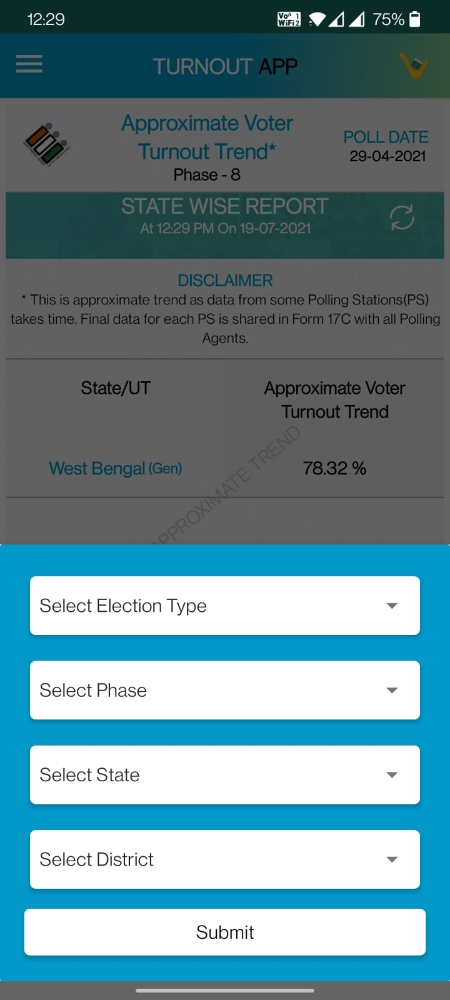 12:29
Vo)) 1
WiFi 2
75%
TURNOUT APP
Approximate Voter
Turnout Trend*
Phase - 8
POLL DATE
29-04-2021
STATE WISE REPORT
At 12:29 PM On 19-07-2021
DISCLAIMER
* This is approximate trend as data from some Polling Stations(PS)
takes time. Final data for each PS is shared in Form 17C with all Polling
Agents.
State/UT
Approximate Voter
Turnout Trend
West Bengal (Gen)
78.32 %
APPROXIMATE TREND
Select Election Type
Select Phase
Select State
Select District
Submit